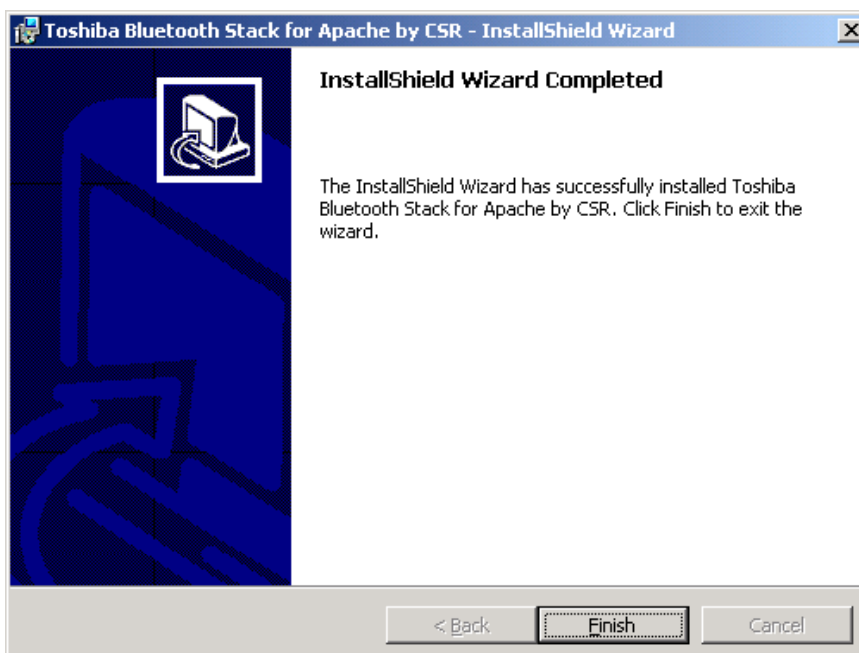 Toshiba Bluetooth Stack for Apache by CSR - InstallShield Wizard
InstallShield Wizard Completed
The InstallShield Wizard has successfully installed Toshiba
Bluetooth Stack for Apache by CSR. Click Finish to exit the
wizard.
< Back
Finish
Cancel